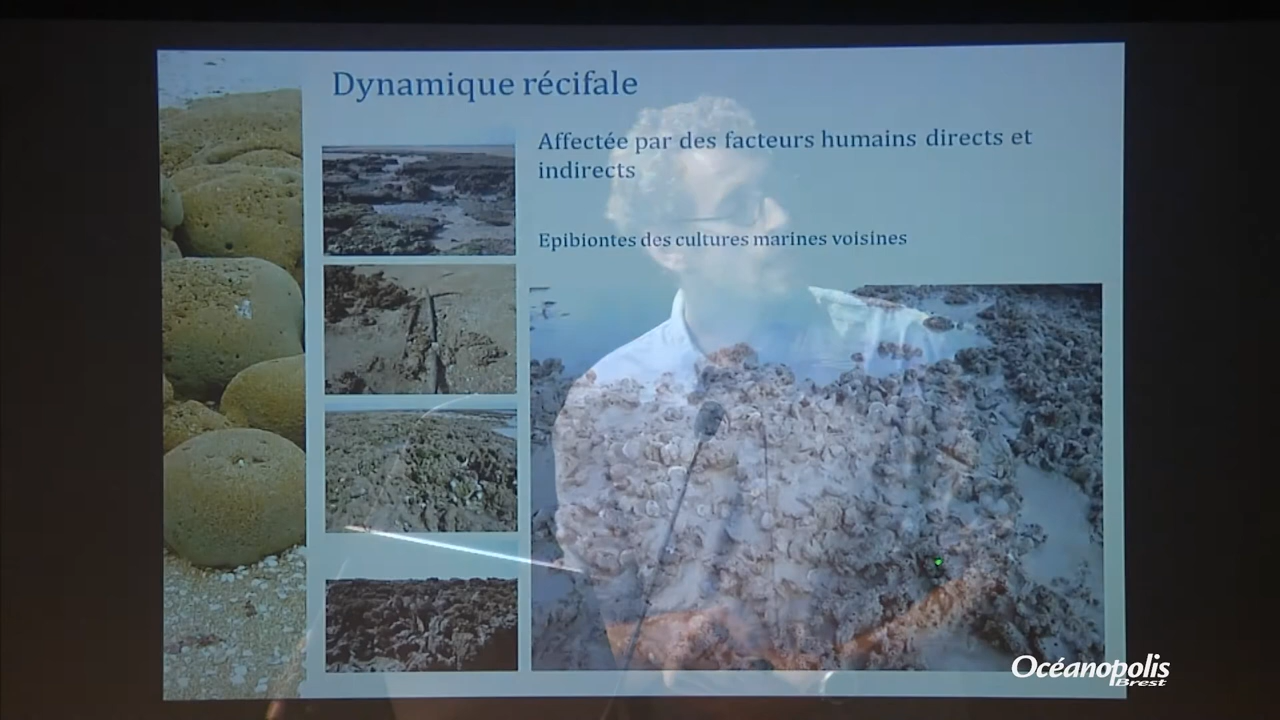 Dynamique récifale
Affectée par des facteurs humains directs et
indirects
Epibiontes des cultures marines voisines
Océanopolis
Brest